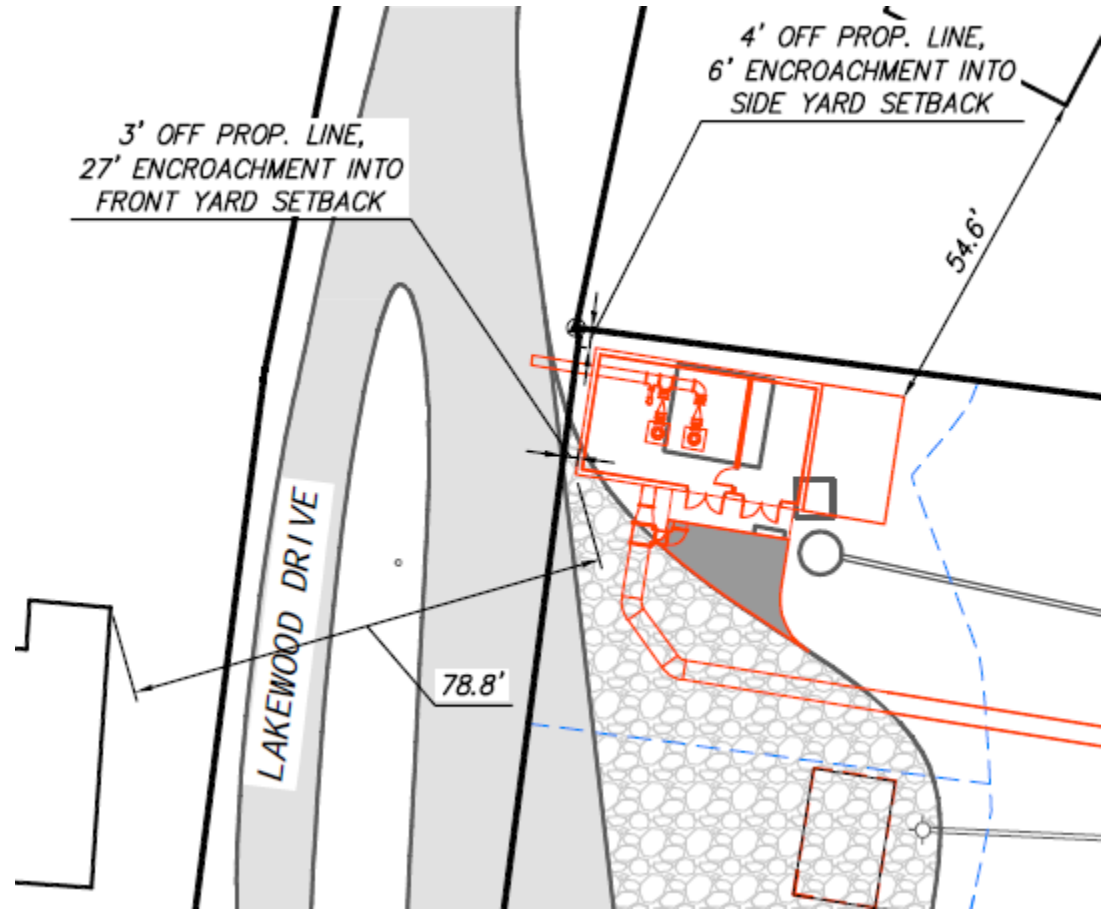 4' OFF PROP. LINE,
6' ENCROACHMENT INTO
SIDE YARD SETBACK
3' OFF PROP. LINE,
27' ENCROACHMENT INTO
FRONT YARD SETBACK
54.6'
LAKEWOOD DRIVE
78.8'